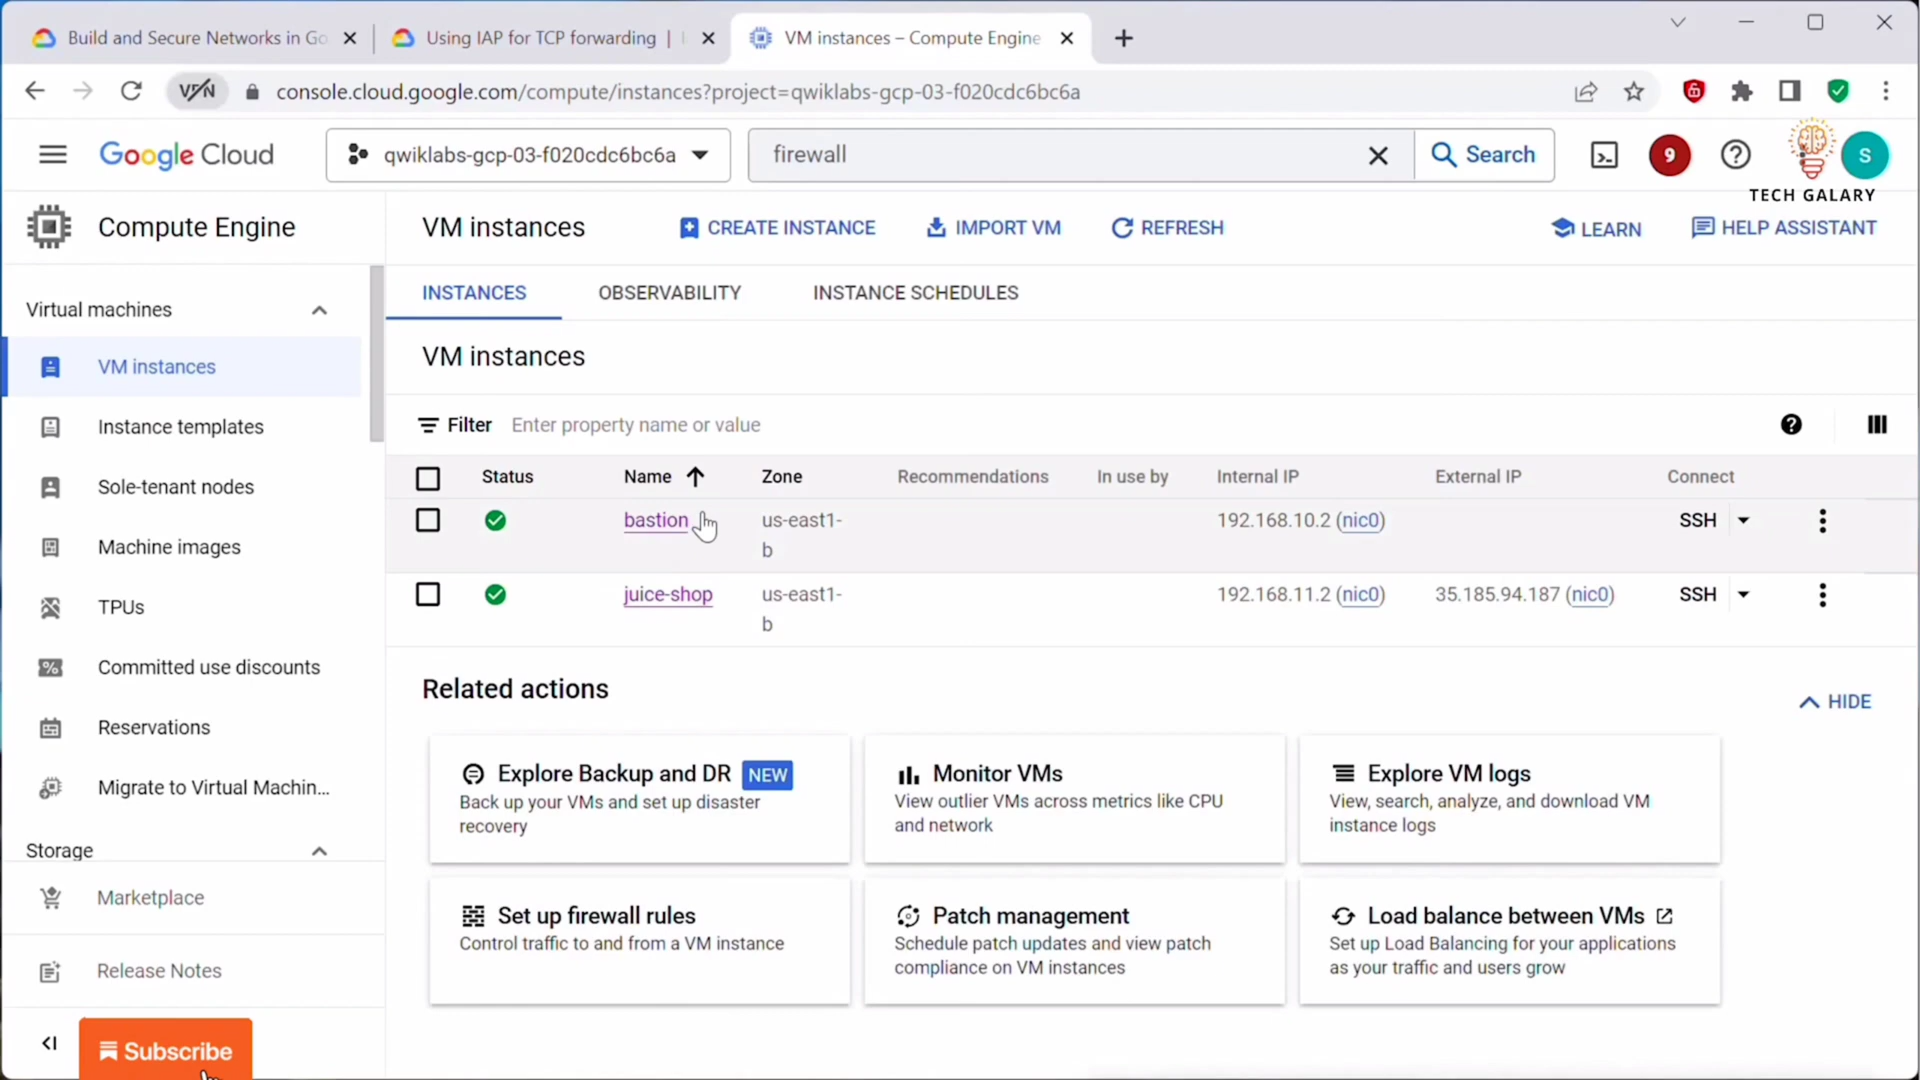 Build and Secure Networks in Go
Using IAP for TCP forwarding
VM instances – Compute Engine
VPN
console.cloud.google.com/compute/instances?project=qwiklabs-gcp-03-f020cdc6bc6a
Google Cloud
qwiklabs-gcp-03-f020cdc6bc6a
firewall
Search
9
S
TECH GALARY
Compute Engine
VM instances
CREATE INSTANCE
IMPORT VM
REFRESH
LEARN
HELP ASSISTANT
Virtual machines
VM instances
Instance templates
Sole-tenant nodes
Machine images
TPUs
Committed use discounts
Reservations
Migrate to Virtual Machin...
Storage
Marketplace
Release Notes
Subscribe
INSTANCES
OBSERVABILITY
INSTANCE SCHEDULES
VM instances
Filter Enter property name or value
Status Name Zone Recommendations In use by Internal IP External IP Connect
bastion us-east1- 192.168.10.2 (nic0) SSH
b
juice-shop us-east1- 192.168.11.2 (nic0) 35.185.94.187 (nic0) SSH
b
Related actions
HIDE
Explore Backup and DR NEW
Back up your VMs and set up disaster
recovery
Monitor VMs
View outlier VMs across metrics like CPU
and network
Explore VM logs
View, search, analyze, and download VM
instance logs
Set up firewall rules
Control traffic to and from a VM instance
Patch management
Schedule patch updates and view patch
compliance on VM instances
Load balance between VMs
Set up Load Balancing for your applications
as your traffic and users grow